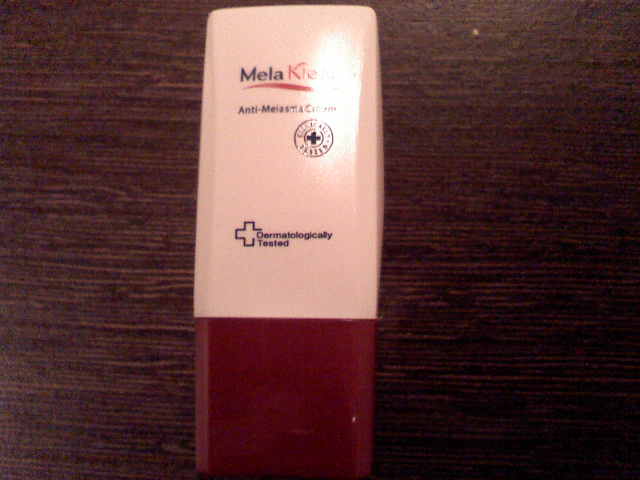 Mela
Anti-Melasma Cream
Dermatologically
Tested